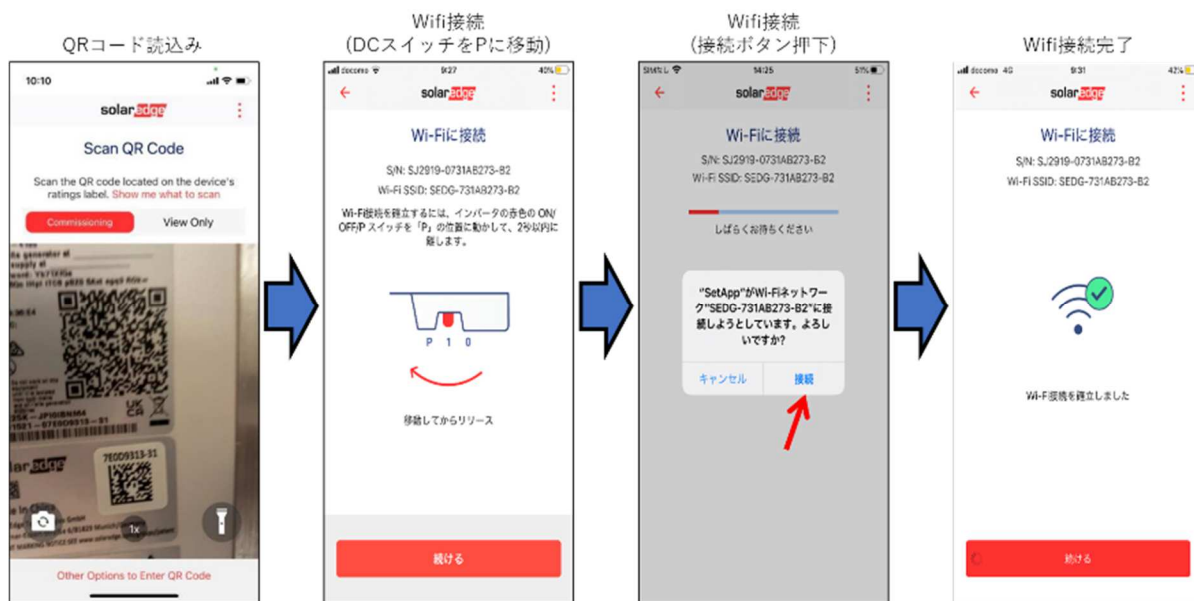 QRコード読込み
10:10
solaredge
Scan QR Code
Scan the QR code located on the device's
ratings label. Show me what to scan
Commissioning
View Only
7E0D9313-31
1x
Other Options to Enter QR Code
Wifi接続
(DCスイッチをPに移動)
docomo
9:27
40%
solaredge
Wi-Fiに接続
S/N: SJ2919-0731AB273-B2
Wi-Fi SSID: SEDG-731AB273-B2
Wi-Fi接続を確立するには、インバータの赤色の ON/
OFF/P スイッチを「P」の位置に動かして、2秒以内に
離します。
P 1 0
移動してからリリース
続ける
Wifi接続
(接続ボタン押下)
SIMなし
14:25
51%
solaredge
Wi-Fiに接続
S/N: SJ2919-0731AB273-B2
Wi-Fi SSID: SEDG-731AB273-B2
しばらくお待ちください
"SetApp"がWi-Fiネットワー
ク"SEDG-731AB273-B2"に接
続しようとしています。よろし
いですか?
キャンセル
接続
Wifi接続完了
docomo 4G
9:31
42%
solaredge
Wi-Fiに接続
S/N: SJ2919-0731AB273-B2
Wi-Fi SSID: SEDG-731AB273-B2
Wi-Fi接続を確立しました
続ける